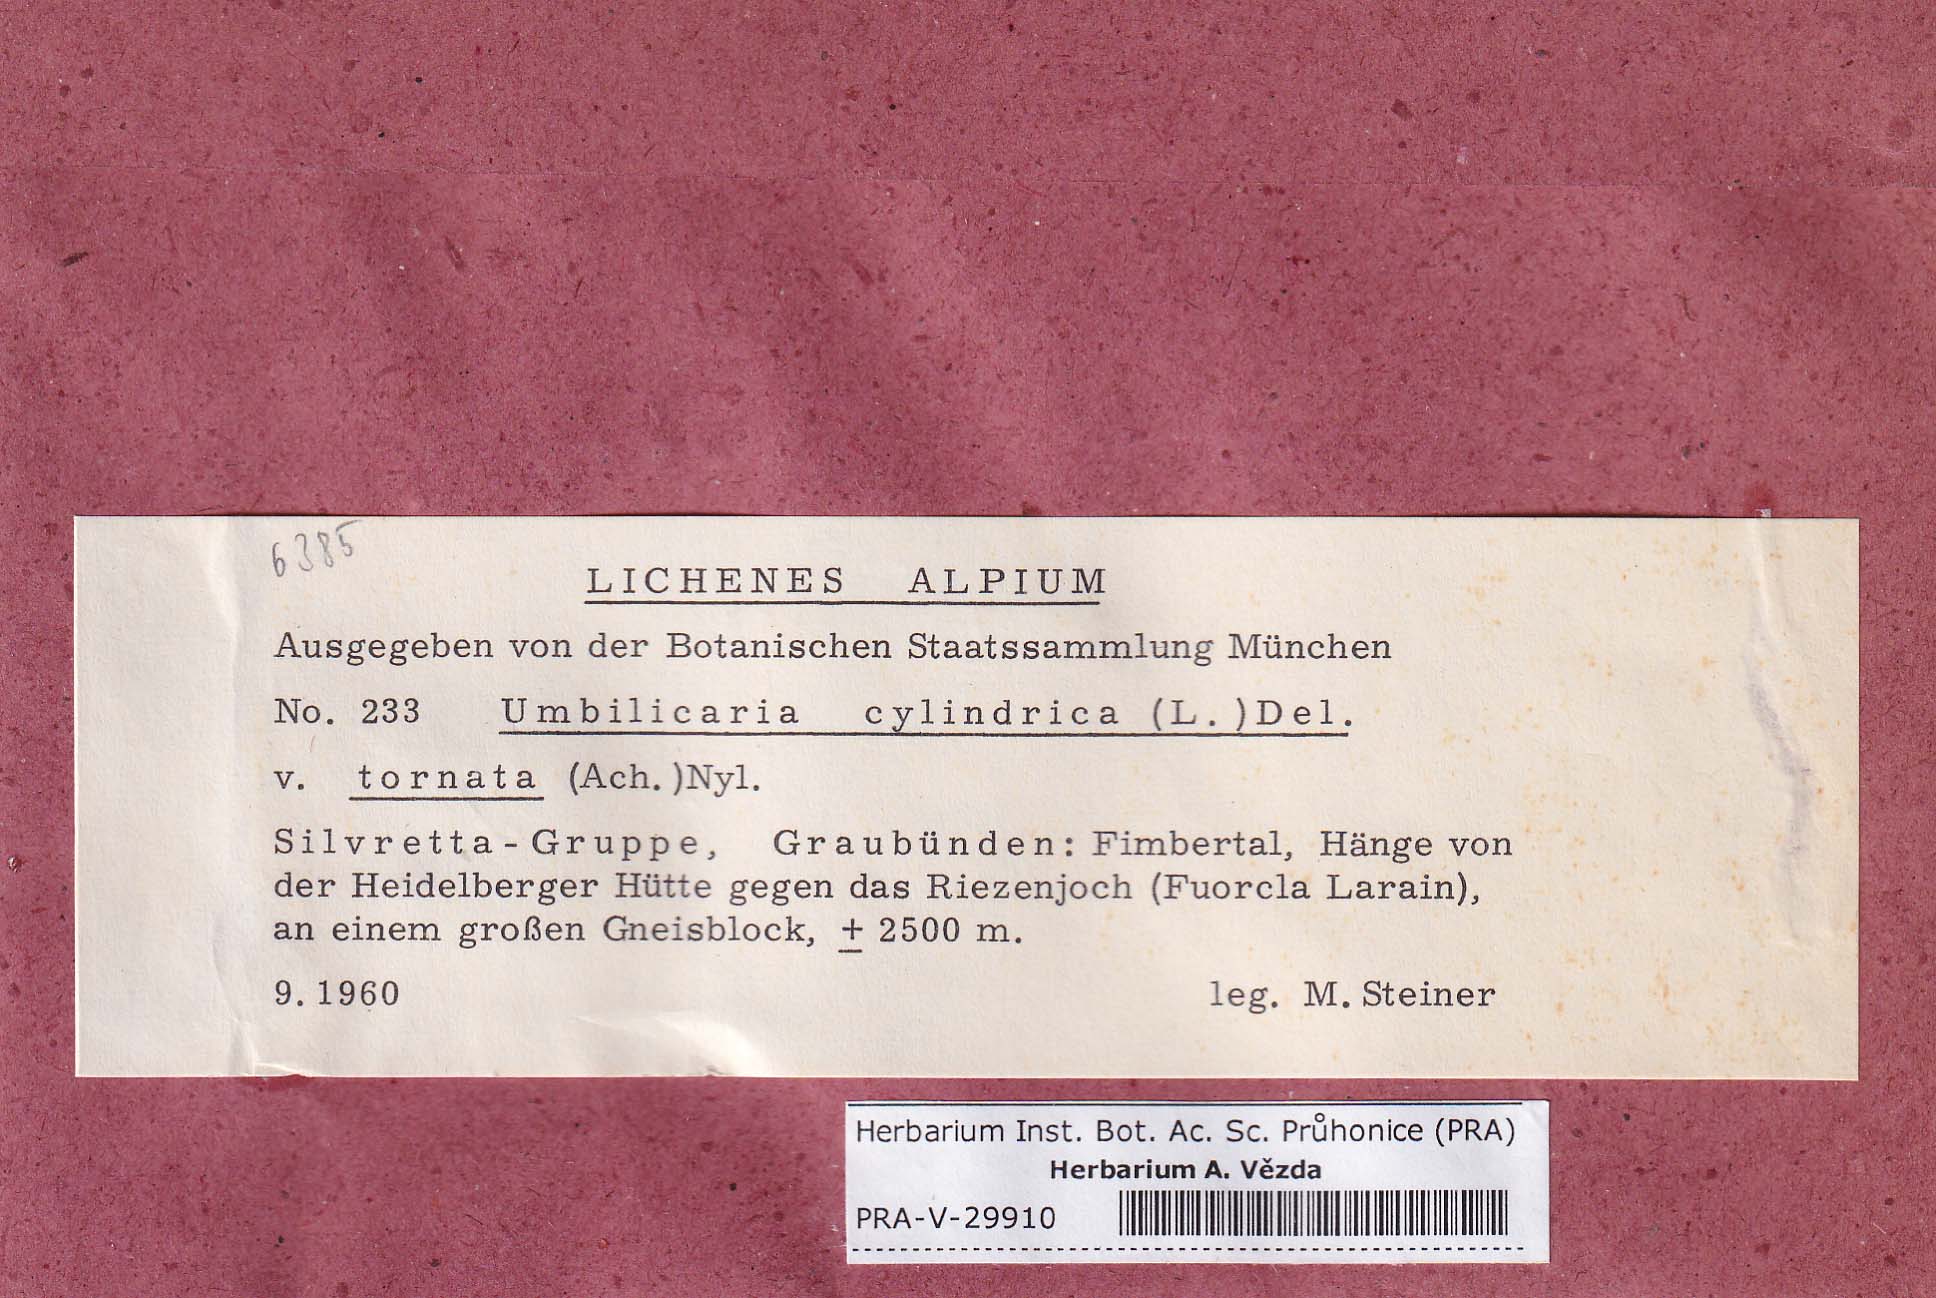 6385
LICHENES ALPIUM
Ausgegeben von der Botanischen Staatssammlung München
No. 233 Umbilicaria cylindrica (L.)Del.
v. tornata (Ach.)Nyl.
Silvretta-Gruppe, Graubünden: Fimbertal, Hänge von
der Heidelberger Hütte gegen das Riezenjoch (Fuorcla Larain),
an einem großen Gneisblock, ± 2500 m.
9.1960 leg. M. Steiner
Herbarium Inst. Bot. Ac. Sc. Průhonice (PRA)
Herbarium A. Vězda
PRA-V-29910